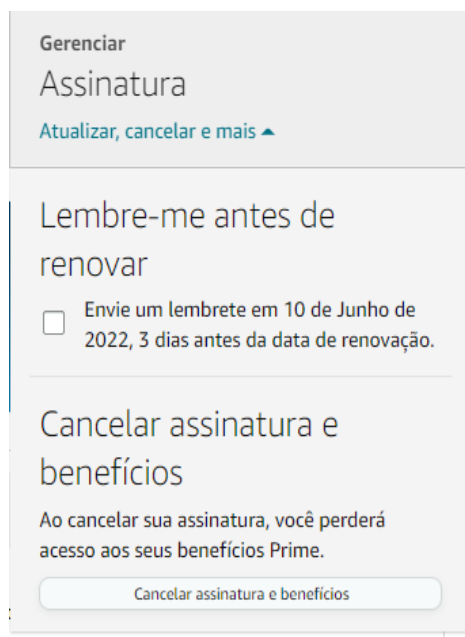 Gerenciar
Assinatura
Atualizar, cancelar e mais
Lembre-me antes de
renovar
Envie um lembrete em 10 de Junho de
2022, 3 dias antes da data de renovação.
Cancelar assinatura e
benefícios
Ao cancelar sua assinatura, você perderá
acesso aos seus benefícios Prime.
Cancelar assinatura e benefícios